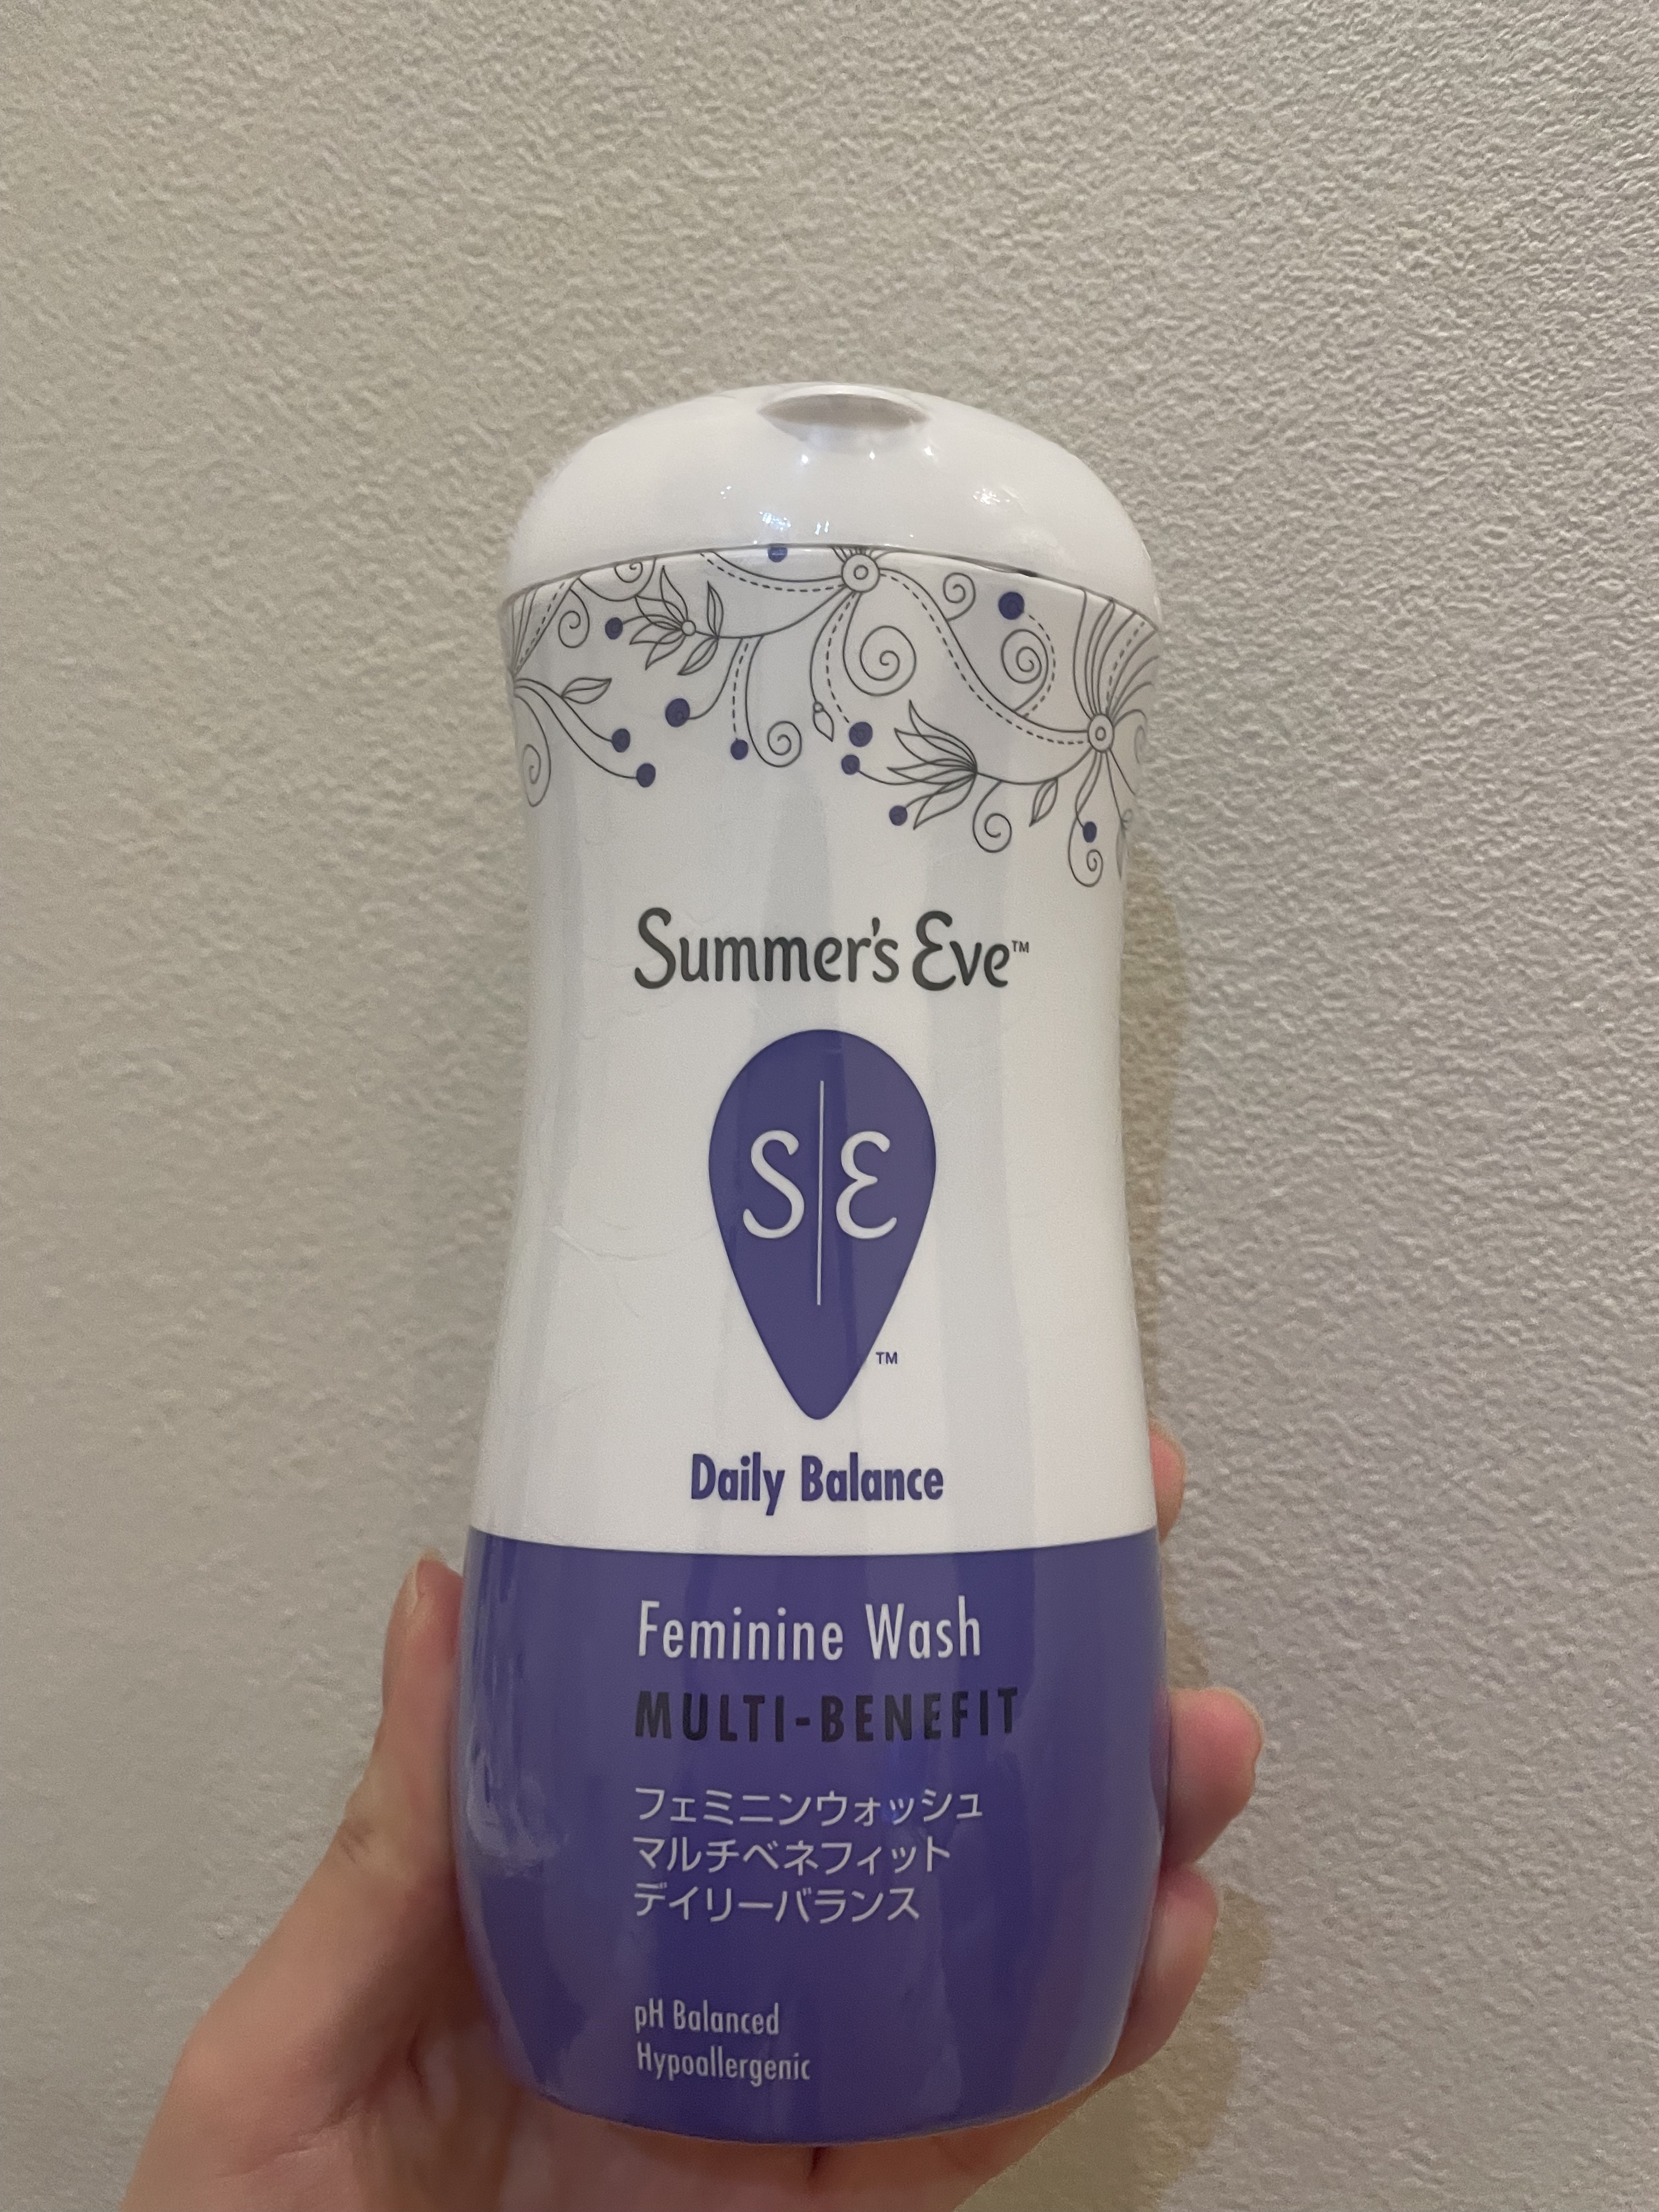 Summer's Eve™
S|E
™
Daily Balance
Feminine Wash
MULTI-BENEFIT
フェミニンウォッシュ
マルチベネフィット
デイリーバランス
pH Balanced
Hypoallergenic